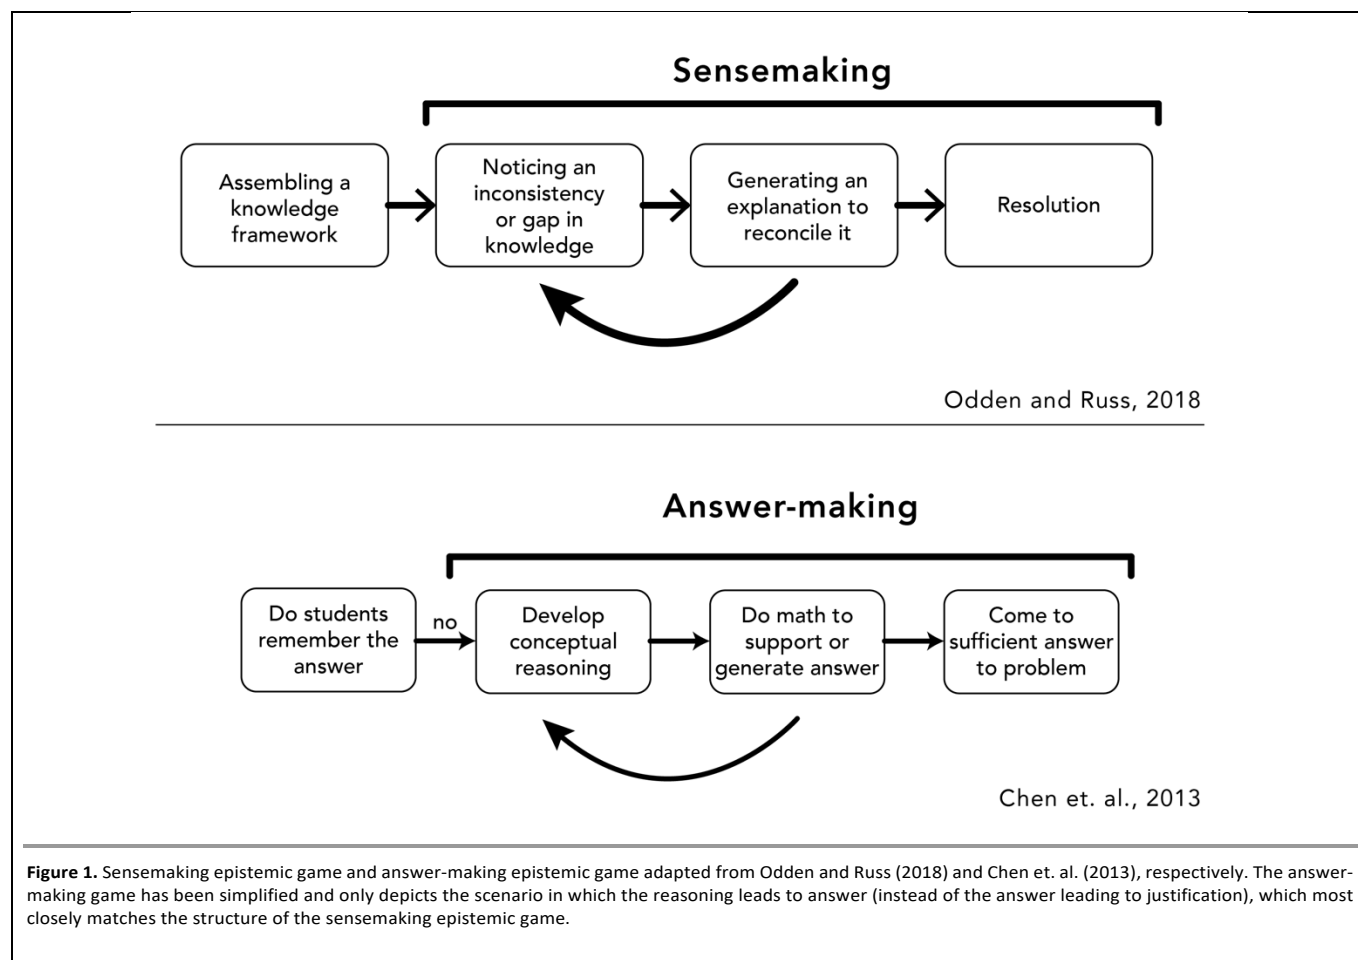 Sensemaking
Assembling a
knowledge
framework
Noticing an
inconsistency
or gap in
knowledge
Generating an
explanation to
reconcile it
Resolution
Odden and Russ, 2018
Answer-making
Do students
remember the
answer
no
Develop
conceptual
reasoning
Do math to
support or
generate answer
Come to
sufficient answer
to problem
Chen et. al., 2013
Figure 1. Sensemaking epistemic game and answer-making epistemic game adapted from Odden and Russ (2018) and Chen et. al. (2013), respectively. The answer-
making game has been simplified and only depicts the scenario in which the reasoning leads to answer (instead of the answer leading to justification), which most
closely matches the structure of the sensemaking epistemic game.